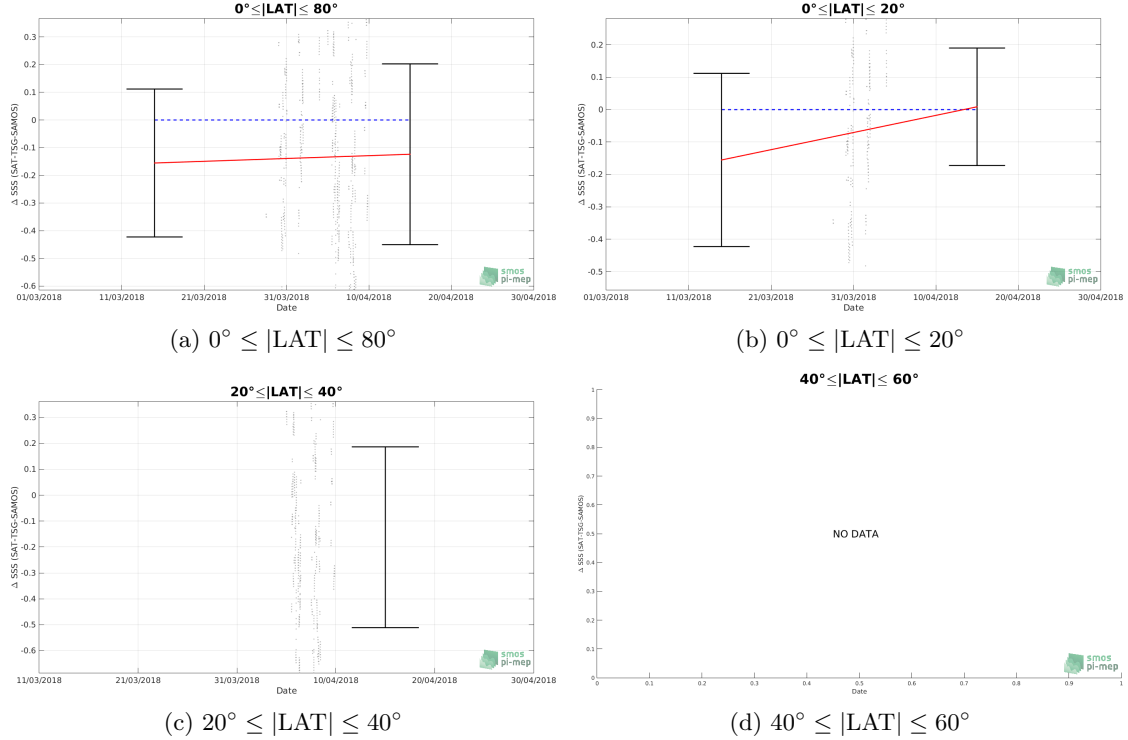 0°≤|LAT|≤ 80°
Δ SSS (SAT-TSG-SAMOS)
0.3
0.2
0.1
0
-0.1
-0.2
-0.3
-0.4
-0.5
-0.6
01/03/2018 11/03/2018 21/03/2018 31/03/2018 10/04/2018 20/04/2018 30/04/2018
Date
smos
pi-mep
(a) 0° ≤ |LAT| ≤ 80°
0°≤|LAT|≤ 20°
Δ SSS (SAT-TSG-SAMOS)
0.2
0.1
0
-0.1
-0.2
-0.3
-0.4
-0.5
01/03/2018 11/03/2018 21/03/2018 31/03/2018 10/04/2018 20/04/2018 30/04/2018
Date
smos
pi-mep
(b) 0° ≤ |LAT| ≤ 20°
20°≤|LAT|≤ 40°
Δ SSS (SAT-TSG-SAMOS)
0.3
0.2
0.1
0
-0.1
-0.2
-0.3
-0.4
-0.5
-0.6
11/03/2018 21/03/2018 31/03/2018 10/04/2018 20/04/2018 30/04/2018
Date
smos
pi-mep
(c) 20° ≤ |LAT| ≤ 40°
40°≤|LAT|≤ 60°
Δ SSS (SAT-TSG-SAMOS)
1
0.9
0.8
0.7
0.6
0.5
0.4
0.3
0.2
0.1
0
NO DATA
0 0.1 0.2 0.3 0.4 0.5 0.6 0.7 0.8 0.9 1
Date
smos
pi-mep
(d) 40° ≤ |LAT| ≤ 60°